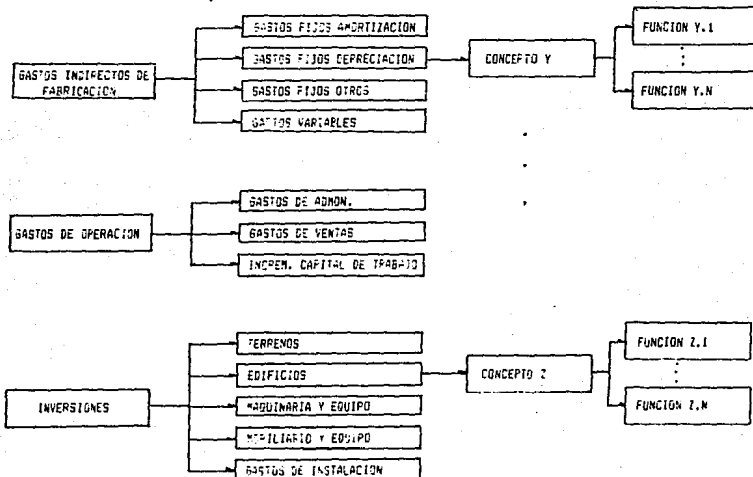 GASTOS FIJOS AMORTIZACION
FUNCION Y.1
GASTOS FIJOS DEPRECIACION
CONCEPTO Y
GASTOS INDIRECTOS DE
FABRICACION
GASTOS FIJOS OTROS
FUNCION Y.N
GASTOS VARIABLES
GASTOS DE ADMON.
GASTOS DE OPERACION
GASTOS DE VENTAS
INCREM. CAPITAL DE TRABAJO
TERRENOS
FUNCION Z.1
EDIFICIOS
CONCEPTO Z
INVERSIONES
MAQUINARIA Y EQUIPO
FUNCION Z.N
MOBILIARIO Y EQUIPO
GASTOS DE INSTALACION